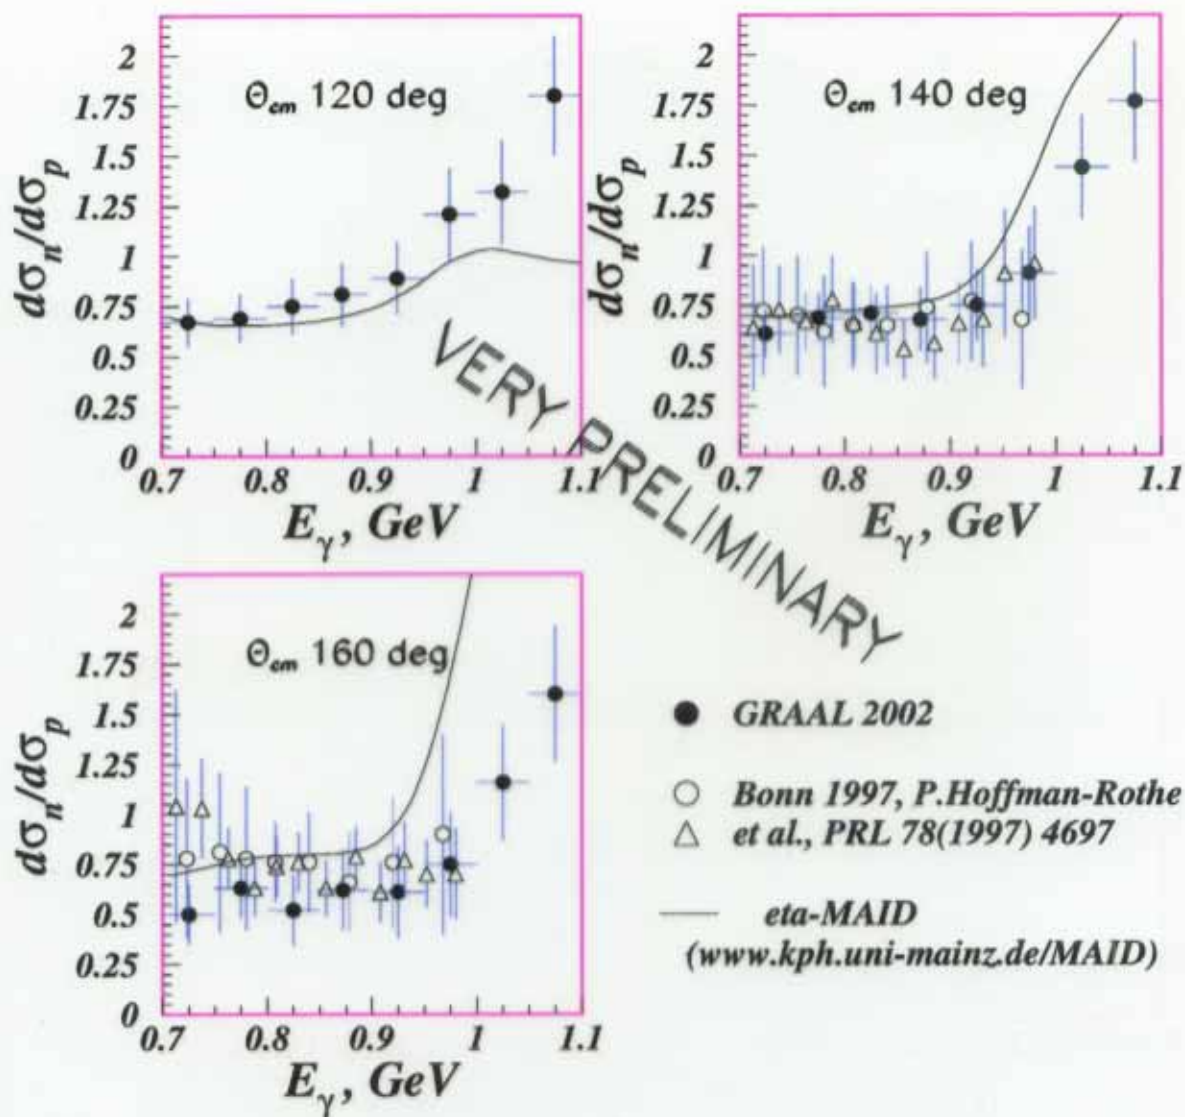 2
1.75
1.5
1.25
1
0.75
0.5
0.25
0
dσn/dσp
Θcm 120 deg
0.7 0.8 0.9 1 1.1
Eγ, GeV
2
1.75
1.5
1.25
1
0.75
0.5
0.25
0
dσn/dσp
Θcm 140 deg
0.7 0.8 0.9 1 1.1
Eγ, GeV
VERY PRELIMINARY
2
1.75
1.5
1.25
1
0.75
0.5
0.25
0
dσn/dσp
Θcm 160 deg
0.7 0.8 0.9 1 1.1
Eγ, GeV
GRAAL 2002
Bonn 1997, P.Hoffman-Rothe
et al., PRL 78(1997) 4697
eta-MAID
(www.kph.uni-mainz.de/MAID)